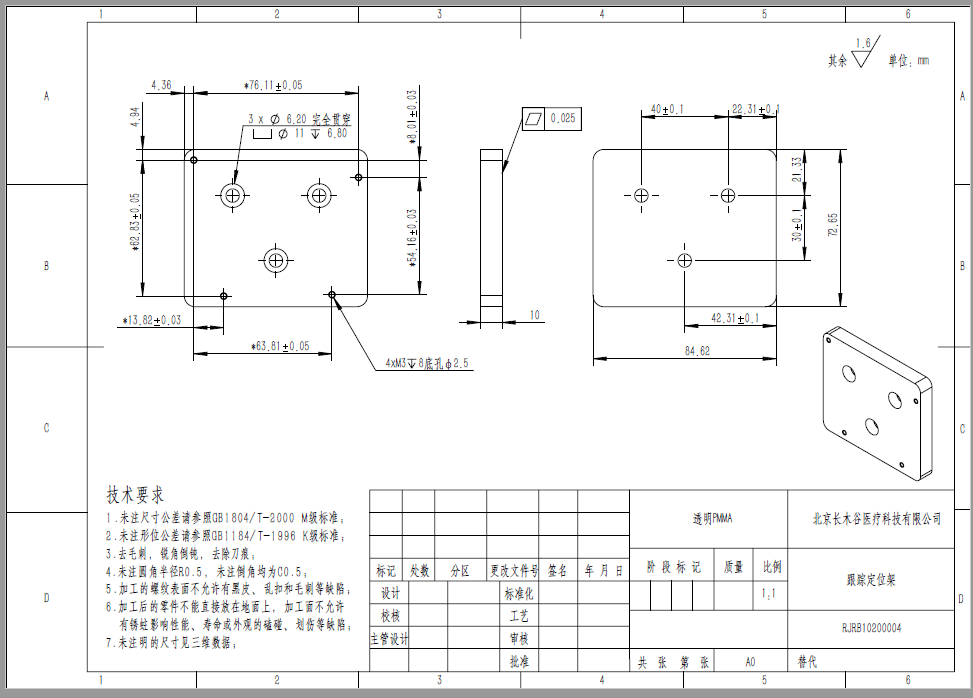 1 2 3 4 5 6
其余 1.6 单位：mm
A A
4.36 *76.11±0.05
4.94
3 x Ø 6.20 完全贯穿
⌴ Ø 11 ↧ 6.80
*8.01±0.03
*62.83±0.05
*54.16±0.03
*13.82±0.03
*63.81±0.05
4xM3↧8底孔φ2.5
▱ 0.025
10
40±0.1 22.31±0.1
21.33
30±0.1
72.65
42.31±0.1
84.62
B B
C C
D D
技术要求
1.未注尺寸公差请参照GB1804/T-2000 M级标准；
2.未注形位公差请参照GB1184/T-1996 K级标准；
3.去毛刺，锐角倒钝，去除刀痕；
4.未注圆角半径R0.5，未注倒角均为C0.5；
5.加工的螺纹表面不允许有黑皮、乱扣和毛刺等缺陷；
6.加工后的零件不能直接放在地面上，加工面不允许
有锈蛀影响性能、寿命或外观的磕碰、划伤等缺陷；
7.未注明的尺寸见三维数据；
标记 处数 分区 更改文件号 签名 年 月 日
设计 标准化
校核 工艺
主管设计 审核
批准
透明PMMA
北京长木谷医疗科技有限公司
阶 段 标 记 质量 比例
1:1
跟踪定位架
RJRB10200004
共 张 第 张 A0 替代
1 2 3 4 5 6